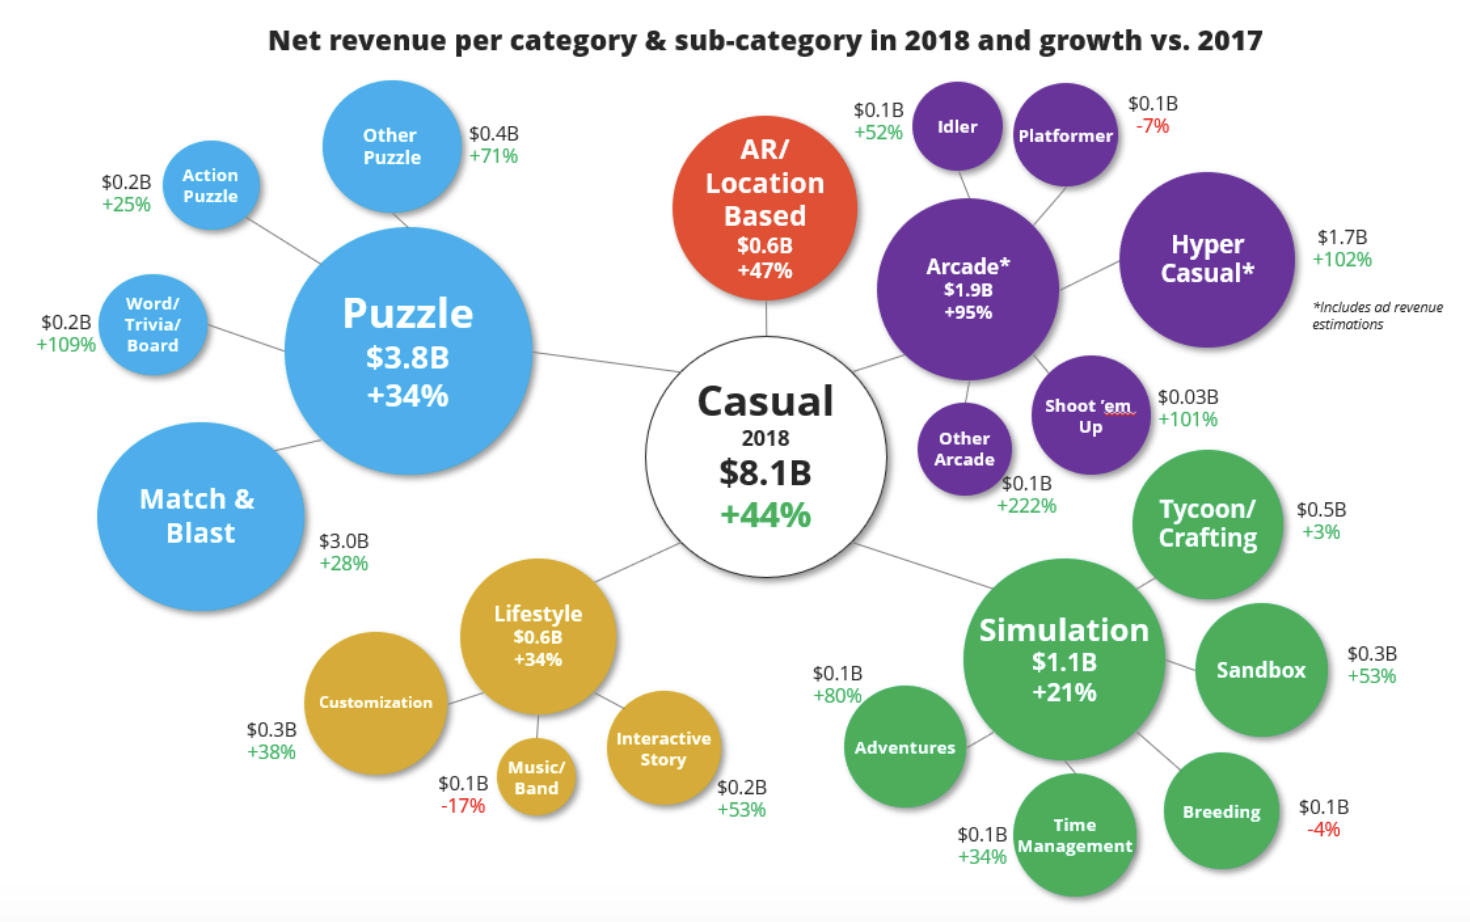 Net revenue per category & sub-category in 2018 and growth vs. 2017
Other
Puzzle
$0.4B
+71%
Action
Puzzle
$0.2B
+25%
Word/
Trivia/
Board
$0.2B
+109%
Puzzle
$3.8B
+34%
Match &
Blast
$3.0B
+28%
AR/
Location
Based
$0.6B
+47%
Casual
2018
$8.1B
+44%
Idler
$0.1B
+52%
Platformer
$0.1B
-7%
Arcade*
$1.9B
+95%
Hyper
Casual*
$1.7B
+102%
*Includes ad revenue
estimations
Shoot ’em
Up
$0.03B
+101%
Other
Arcade
$0.1B
+222%
Lifestyle
$0.6B
+34%
Customization
$0.3B
+38%
Music/
Band
$0.1B
-17%
Interactive
Story
$0.2B
+53%
Simulation
$1.1B
+21%
Tycoon/
Crafting
$0.5B
+3%
Sandbox
$0.3B
+53%
Adventures
$0.1B
+80%
Time
Management
$0.1B
+34%
Breeding
$0.1B
-4%